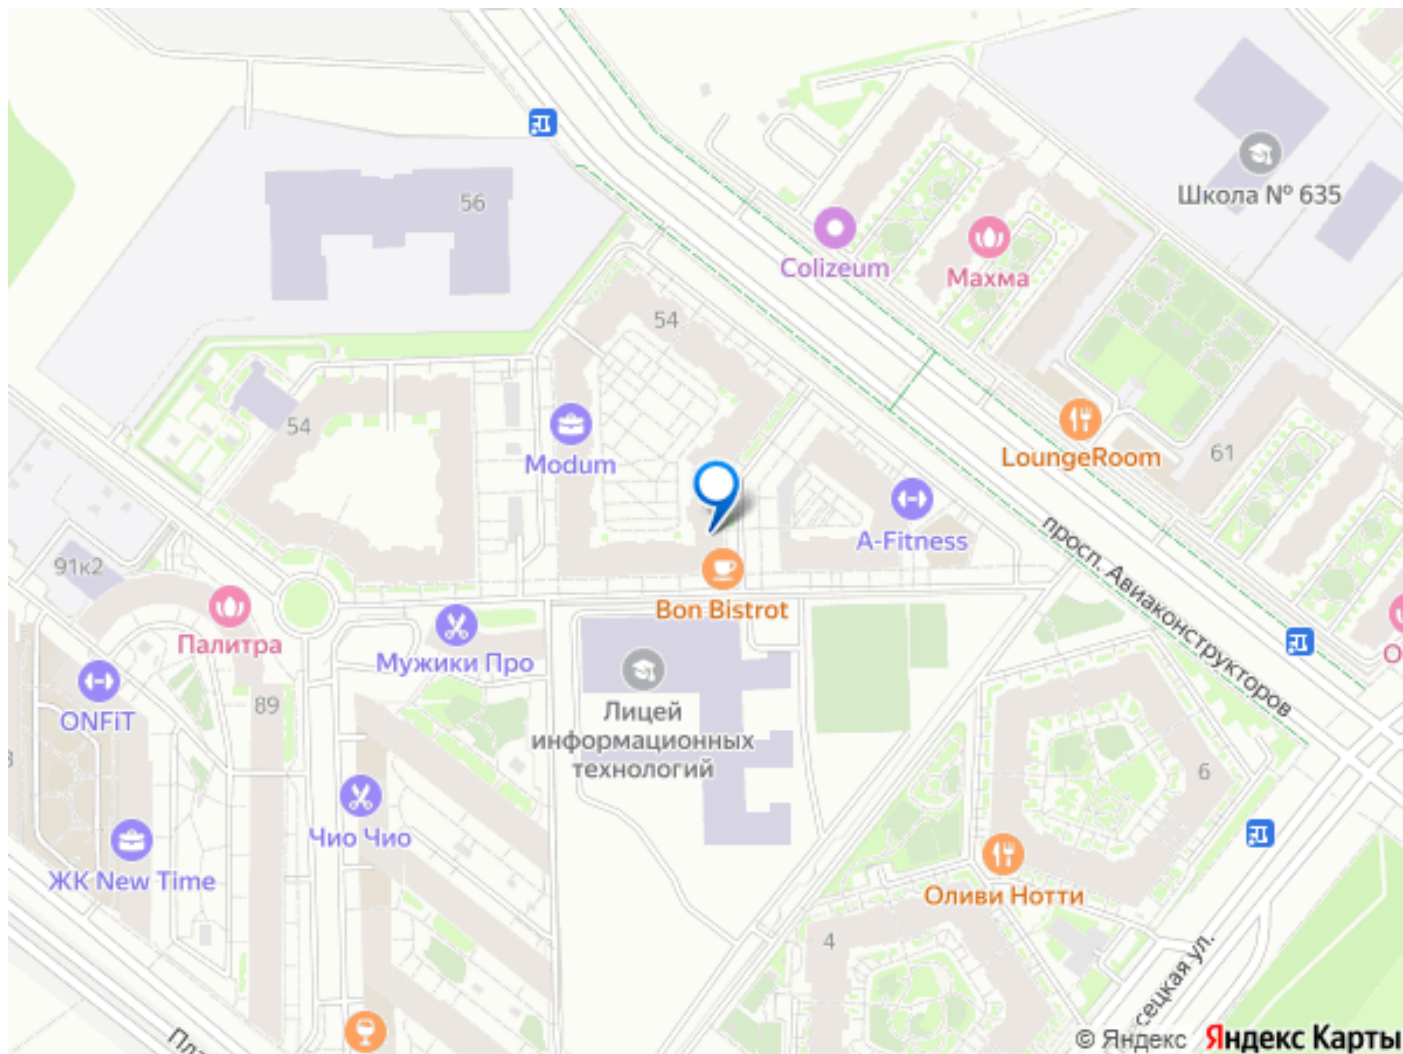 56
Школа № 635
Colizeum
Махма
54
54
Modum
LoungeRoom
61
A-Fitness
просп. Авиаконструкторов
91к2
Bon Bistrot
Палитра
Мужики Про
ONFiT
89
Лицей
информационных
технологий
6
Чио Чио
ЖК New Time
Оливи Нотти
4
сецкая ул.
Пла
© Яндекс Яндекс Карты